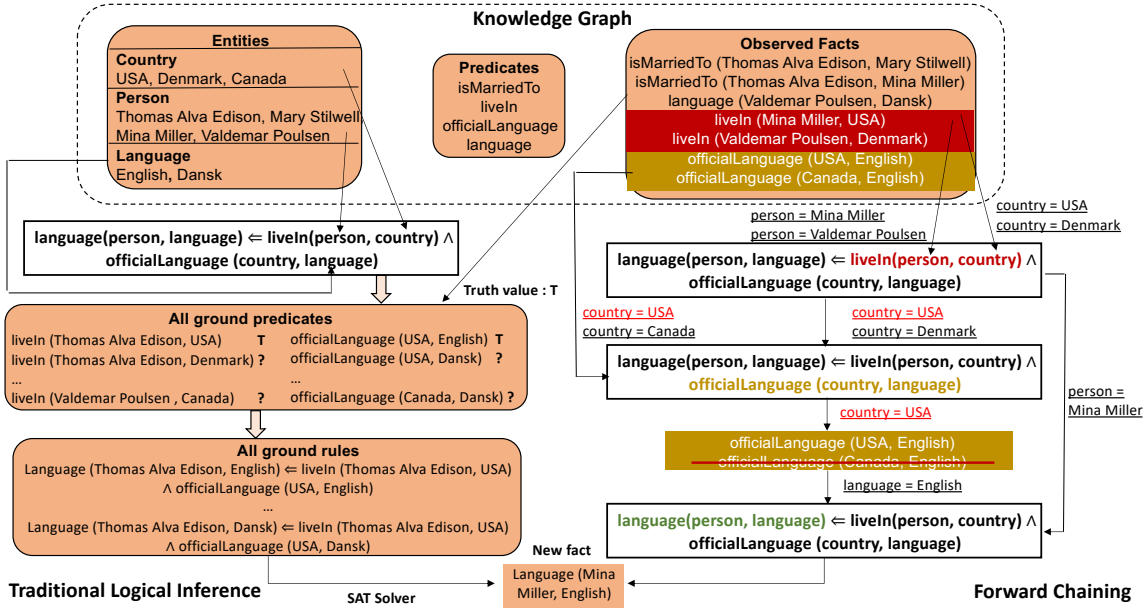 Knowledge Graph
Entities
Country
USA, Denmark, Canada
Person
Thomas Alva Edison, Mary Stilwell
Mina Miller, Valdemar Poulsen
Language
English, Dansk
Predicates
isMarriedTo
liveIn
officialLanguage
language
Observed Facts
isMarriedTo (Thomas Alva Edison, Mary Stilwell)
isMarriedTo (Thomas Alva Edison, Mina Miller)
language (Valdemar Poulsen, Dansk)
liveIn (Mina Miller, USA)
liveIn (Valdemar Poulsen, Denmark)
officialLanguage (USA, English)
officialLanguage (Canada, English)
language(person, language) ⇐ liveIn(person, country) ∧
officialLanguage (country, language)
Truth value : T
All ground predicates
liveIn (Thomas Alva Edison, USA) T
liveIn (Thomas Alva Edison, Denmark) ?
...
liveIn (Valdemar Poulsen , Canada) ?
officialLanguage (USA, English) T
officialLanguage (USA, Dansk) ?
...
officialLanguage (Canada, Dansk) ?
All ground rules
Language (Thomas Alva Edison, English) ⇐ liveIn (Thomas Alva Edison, USA)
∧ officialLanguage (USA, English)
...
Language (Thomas Alva Edison, Dansk) ⇐ liveIn (Thomas Alva Edison, USA)
∧ officialLanguage (USA, Dansk)
person = Mina Miller
person = Valdemar Poulsen
country = USA
country = Denmark
language(person, language) ⇐ liveIn(person, country) ∧
officialLanguage (country, language)
country = USA
country = Canada
country = USA
country = Denmark
language(person, language) ⇐ liveIn(person, country) ∧
officialLanguage (country, language)
person =
Mina Miller
country = USA
officialLanguage (USA, English)
officialLanguage (Canada, English)
language = English
language(person, language) ⇐ liveIn(person, country) ∧
officialLanguage (country, language)
New fact
Language (Mina
Miller, English)
SAT Solver
Traditional Logical Inference
Forward Chaining